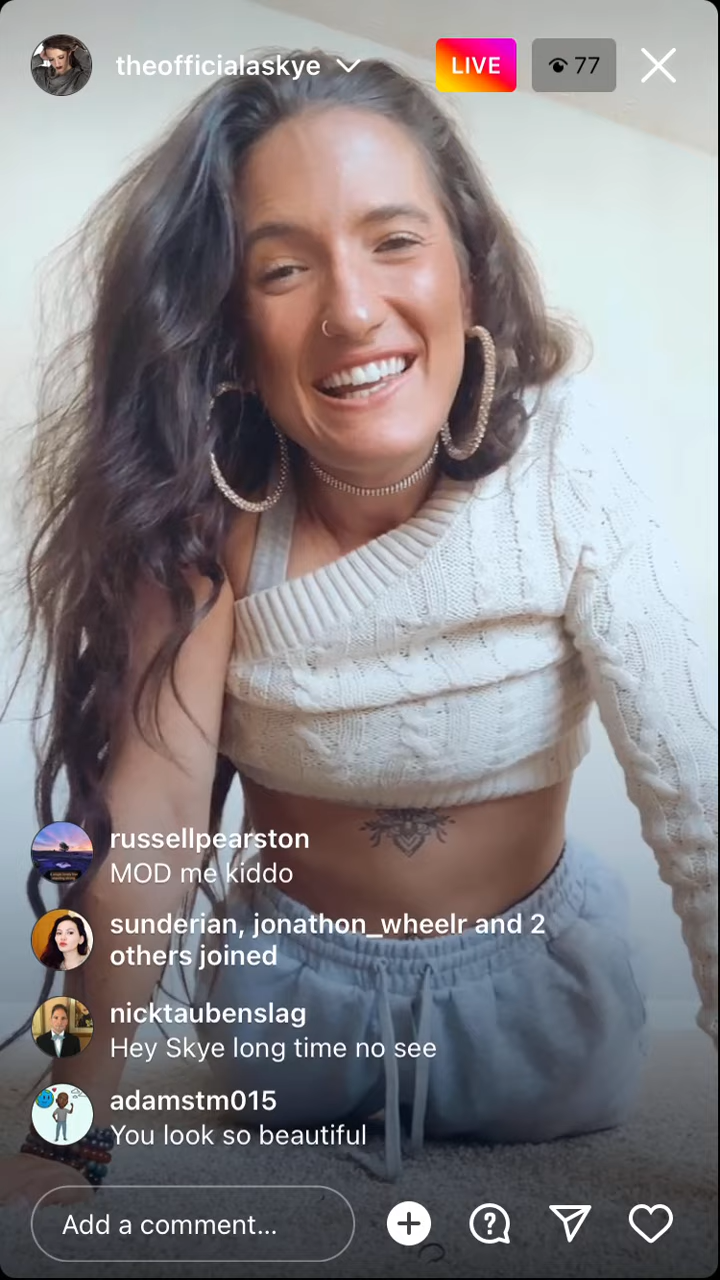 theofficialaskye
LIVE
77
russellpearston
MOD me kiddo
sunderian, jonathon_wheelr and 2
others joined
nicktaubenslag
Hey Skye long time no see
adamstm015
You look so beautiful
Add a comment...